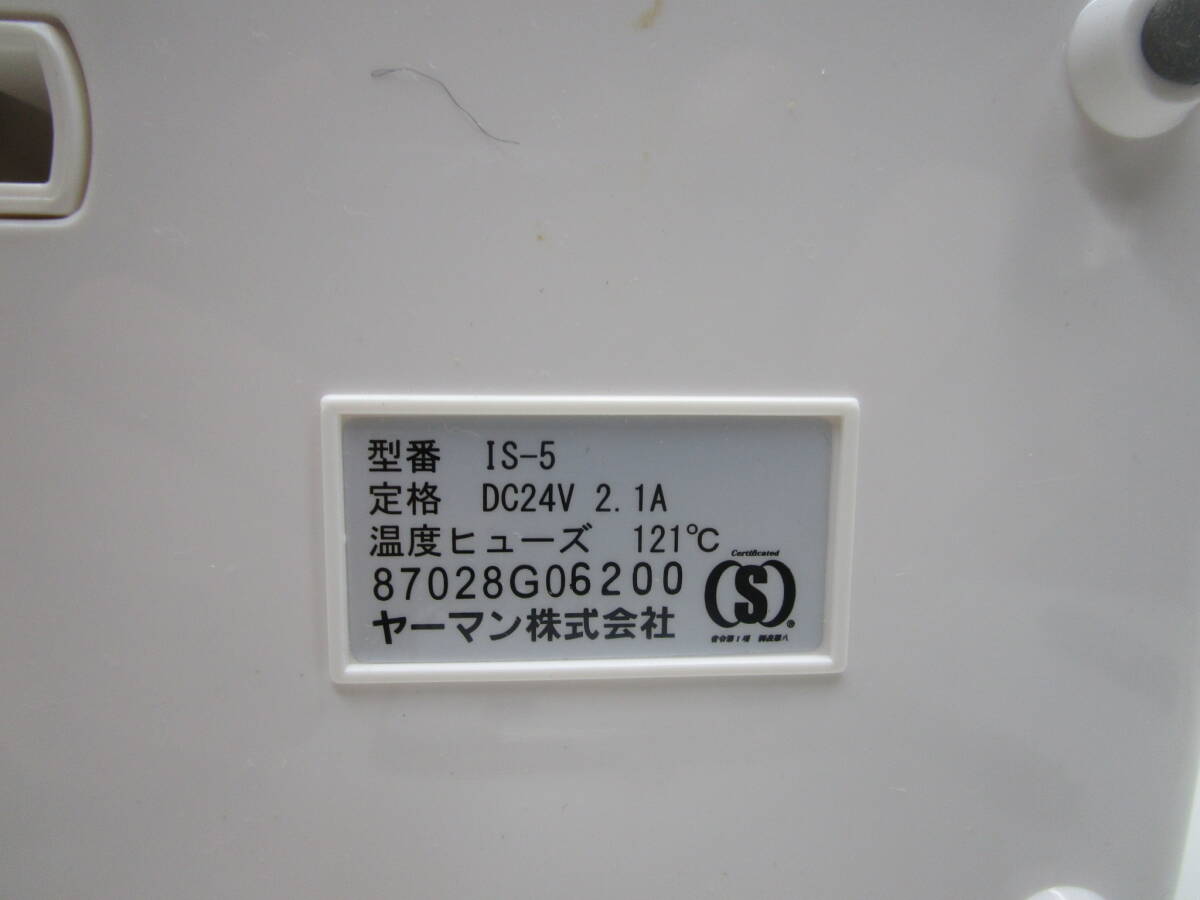 型番 IS-5
定格 DC24V 2.1A
温度ヒューズ 121℃
87028G06200
ヤーマン株式会社
Certificated
S
®